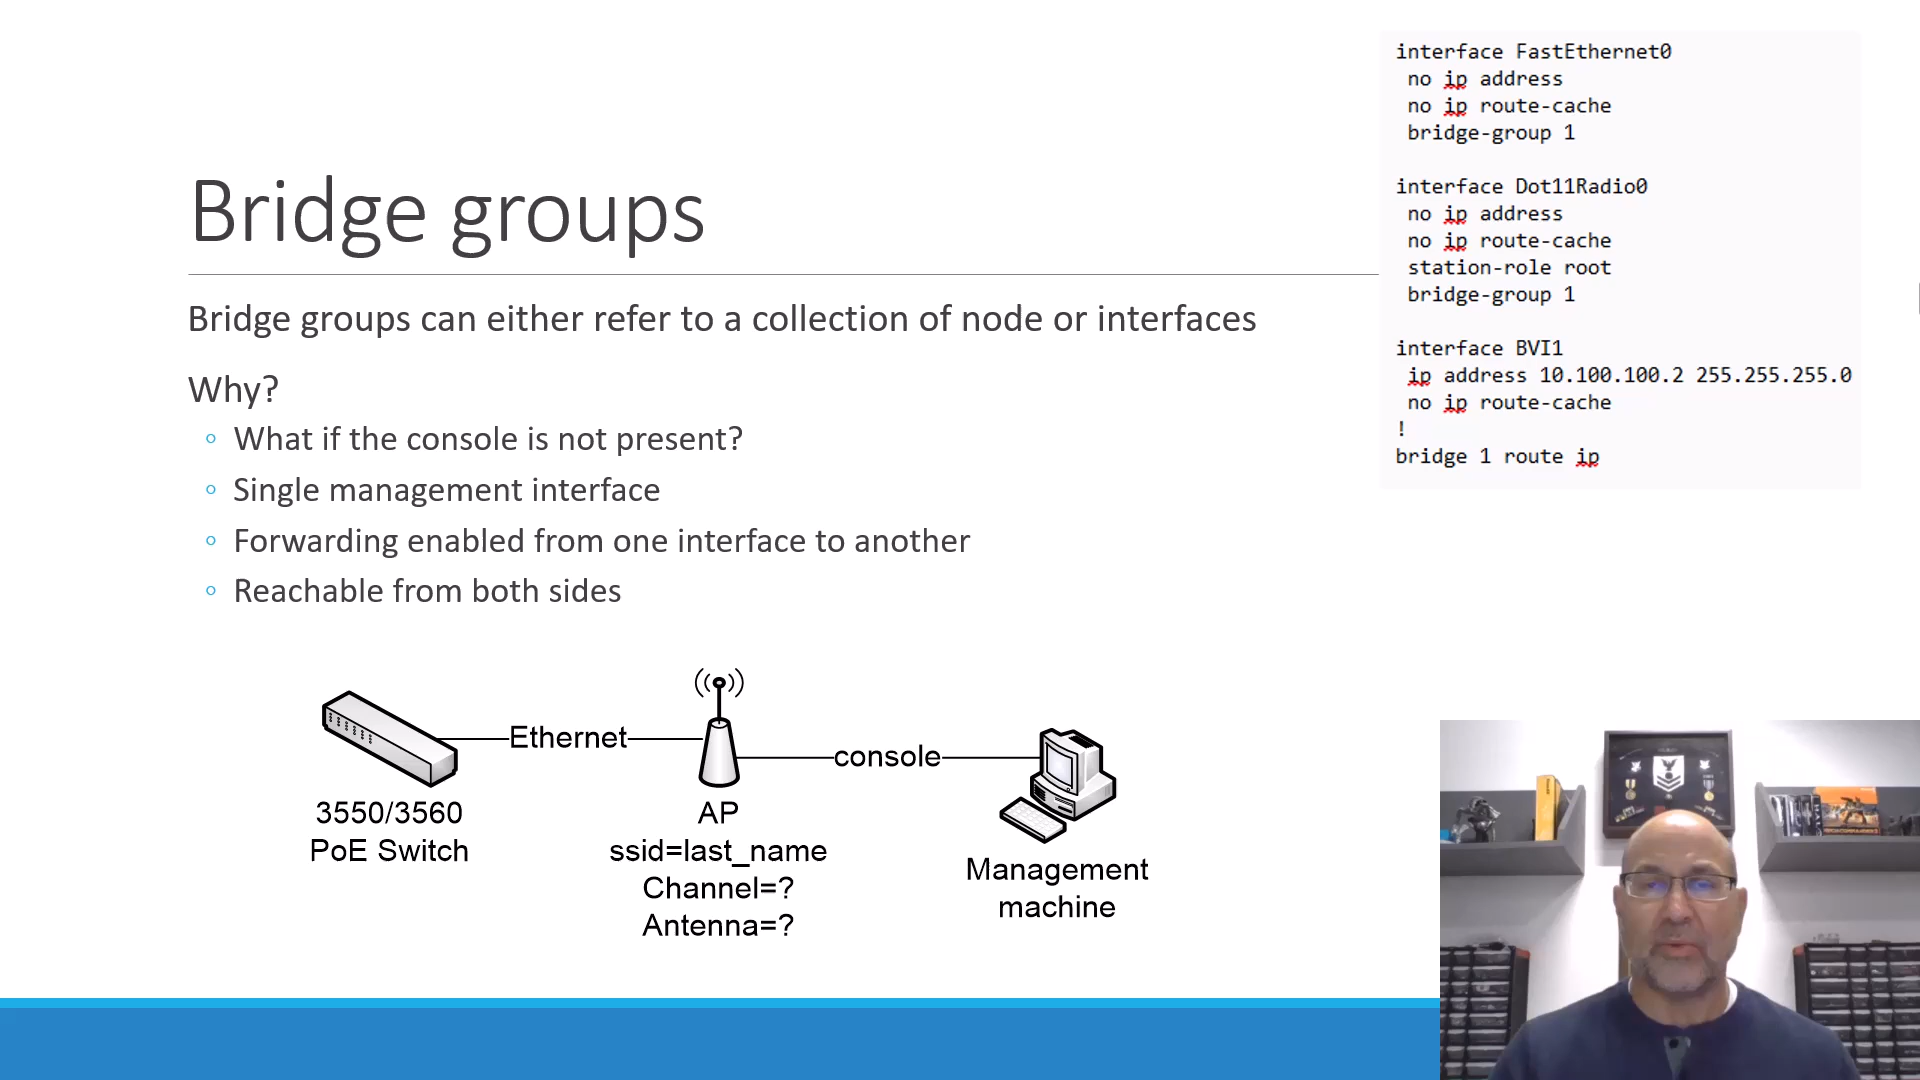 Bridge groups
Bridge groups can either refer to a collection of node or interfaces
Why?
◦ What if the console is not present?
◦ Single management interface
◦ Forwarding enabled from one interface to another
◦ Reachable from both sides
interface FastEthernet0
no ip address
no ip route-cache
bridge-group 1
interface Dot11Radio0
no ip address
no ip route-cache
station-role root
bridge-group 1
interface BVI1
ip address 10.100.100.2 255.255.255.0
no ip route-cache
!
bridge 1 route ip
Ethernet
console
3550/3560
PoE Switch
AP
ssid=last_name
Channel=?
Antenna=?
Management
machine